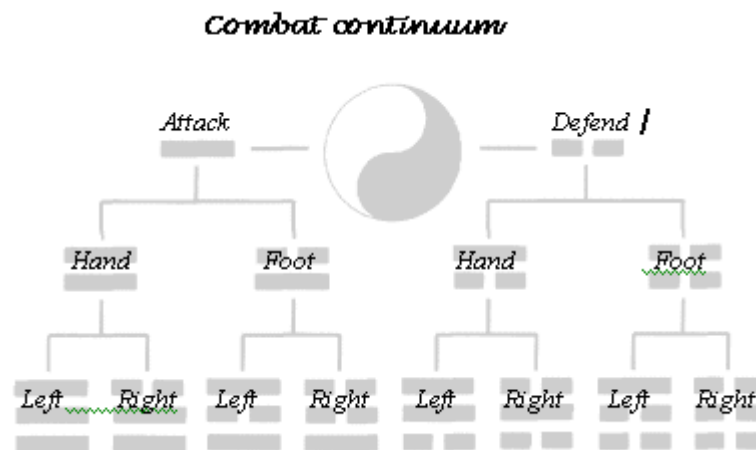 Combat continuum
Attack Defend
Hand Foot Hand Foot
Left Right Left Right Left Right Left Right